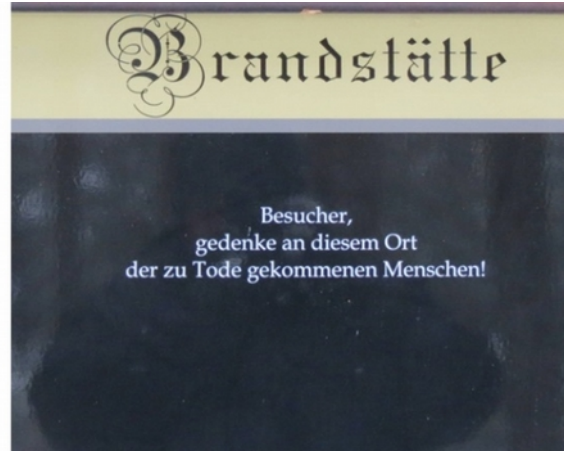 Brandstätte
Besucher,
gedenke an diesem Ort
der zu Tode gekommenen Menschen!